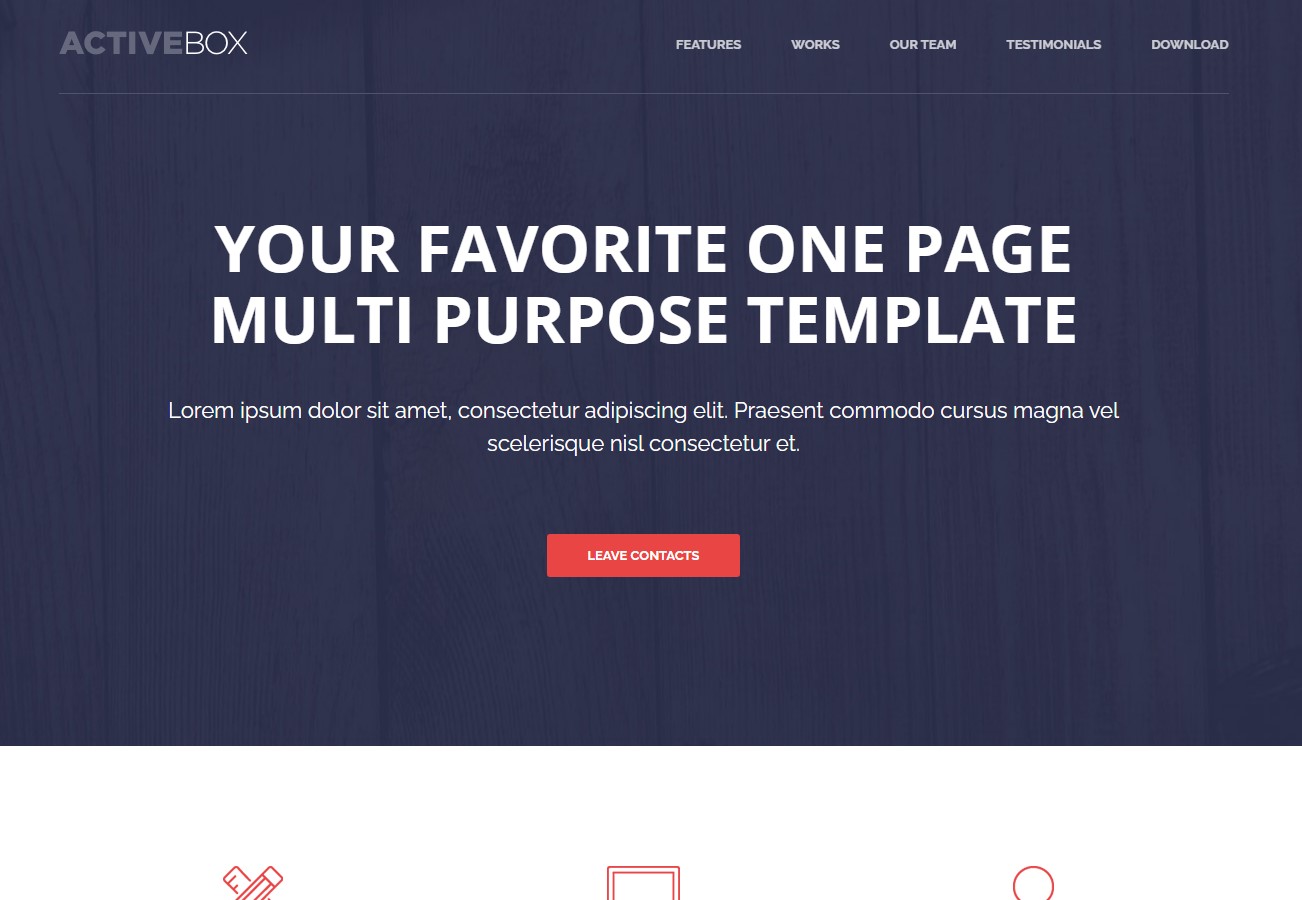 ACTIVEBOX
FEATURES WORKS OUR TEAM TESTIMONIALS DOWNLOAD
YOUR FAVORITE ONE PAGE
MULTI PURPOSE TEMPLATE
Lorem ipsum dolor sit amet, consectetur adipiscing elit. Praesent commodo cursus magna vel
scelerisque nisl consectetur et.
LEAVE CONTACTS